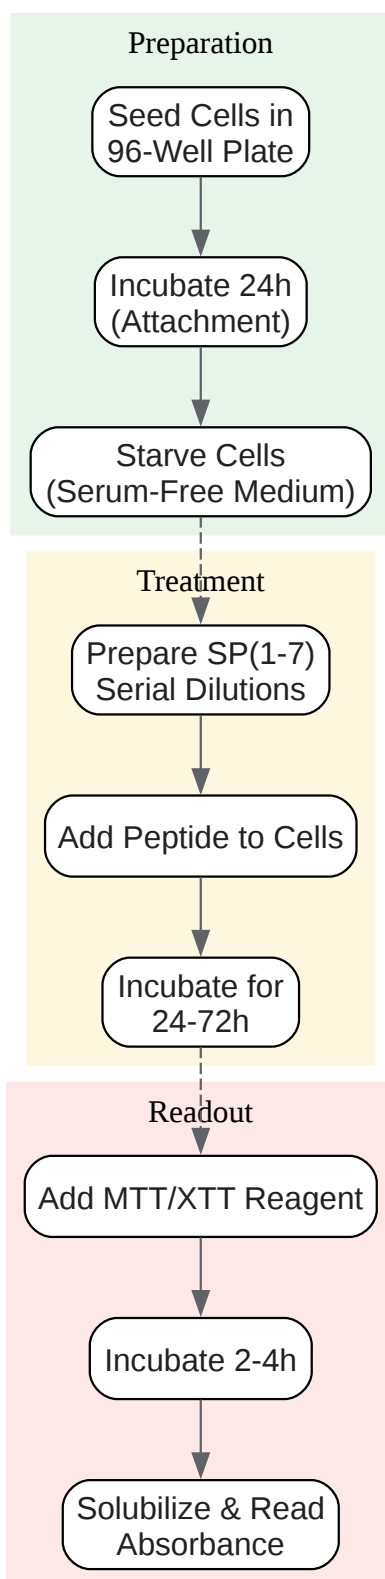 Preparation
Seed Cells in
96-Well Plate
Incubate 24h
(Attachment)
Starve Cells
(Serum-Free Medium)
Treatment
Prepare SP(1-7)
Serial Dilutions
Add Peptide to Cells
Incubate for
24-72h
Readout
Add MTT/XTT Reagent
Incubate 2-4h
Solubilize & Read
Absorbance